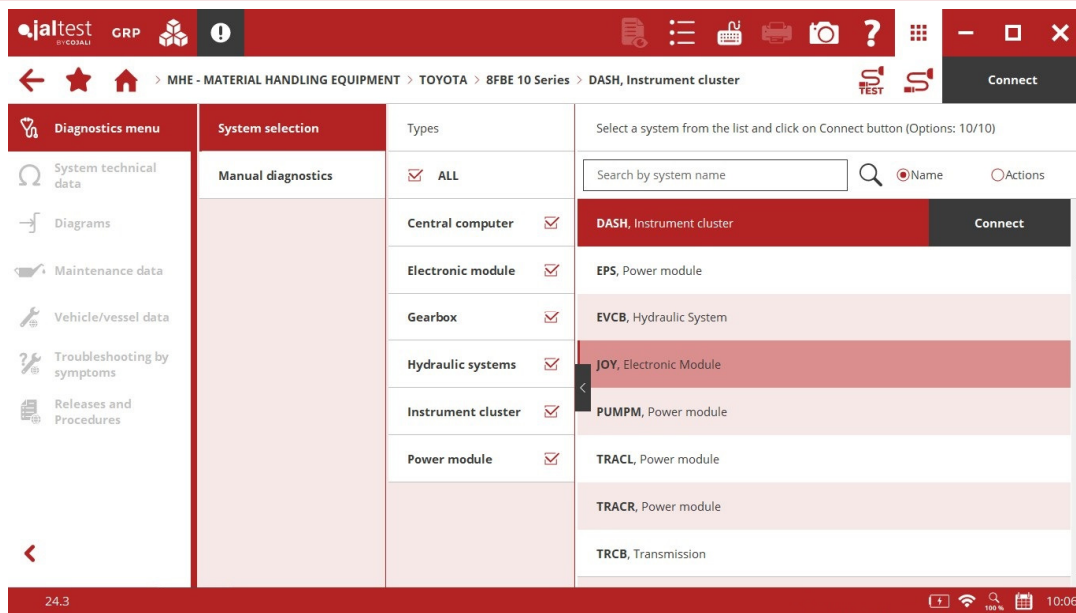 jaltest GRP
BY COJALI
?
> MHE - MATERIAL HANDLING EQUIPMENT > TOYOTA > 8FBE 10 Series > DASH, Instrument cluster
TEST
Connect
Diagnostics menu
System technical
data
Diagrams
Maintenance data
Vehicle/vessel data
Troubleshooting by
symptoms
Releases and
Procedures
System selection
Manual diagnostics
Types
ALL
Central computer
Electronic module
Gearbox
Hydraulic systems
Instrument cluster
Power module
Select a system from the list and click on Connect button (Options: 10/10)
Search by system name
Name
Actions
DASH, Instrument cluster
Connect
EPS, Power module
EVCB, Hydraulic System
JOY, Electronic Module
PUMPM, Power module
TRACL, Power module
TRACR, Power module
TRCB, Transmission
24.3
100 %
10:06